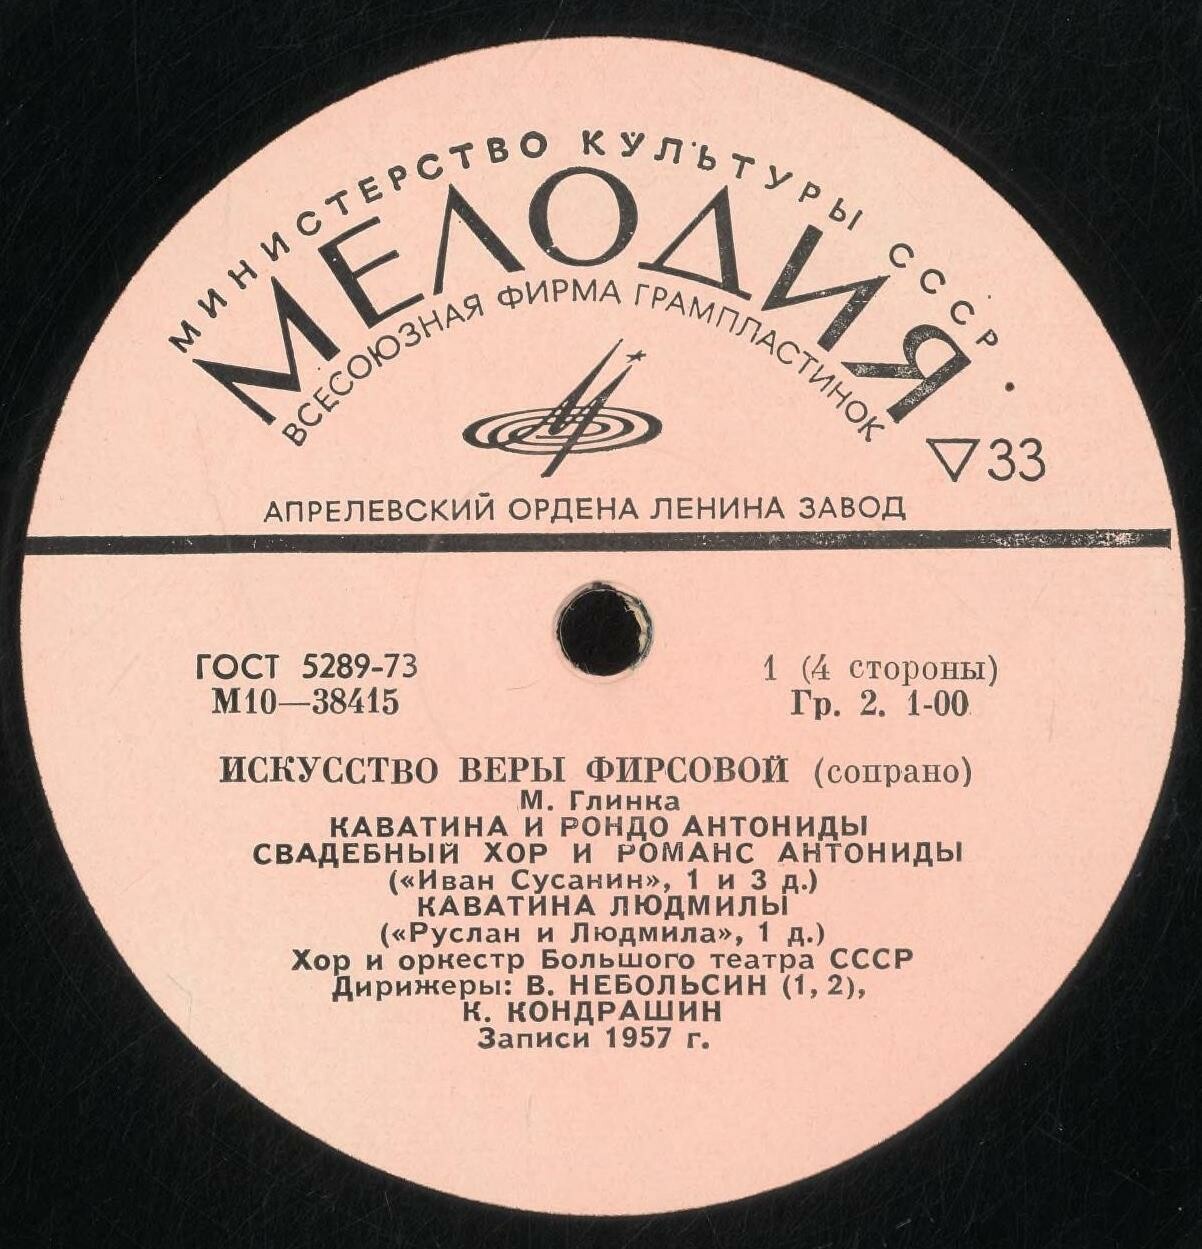 МИНИСТЕРСТВО КУЛЬТУРЫ СССР
МЕЛОДИЯ
ВСЕСОЮЗНАЯ ФИРМА ГРАМПЛАСТИНОК
33
АПРЕЛЕВСКИЙ ОРДЕНА ЛЕНИНА ЗАВОД
ГОСТ 5289-73 1 (4 стороны)
М10—38415 Гр. 2. 1-00
ИСКУССТВО ВЕРЫ ФИРСОВОЙ (сопрано)
М. Глинка
КАВАТИНА И РОНДО АНТОНИДЫ
СВАДЕБНЫЙ ХОР И РОМАНС АНТОНИДЫ
(«Иван Сусанин», 1 и 3 д.)
КАВАТИНА ЛЮДМИЛЫ
(«Руслан и Людмила», 1 д.)
Хор и оркестр Большого театра СССР
Дирижеры: В. НЕБОЛЬСИН (1, 2),
К. КОНДРАШИН
Записи 1957 г.